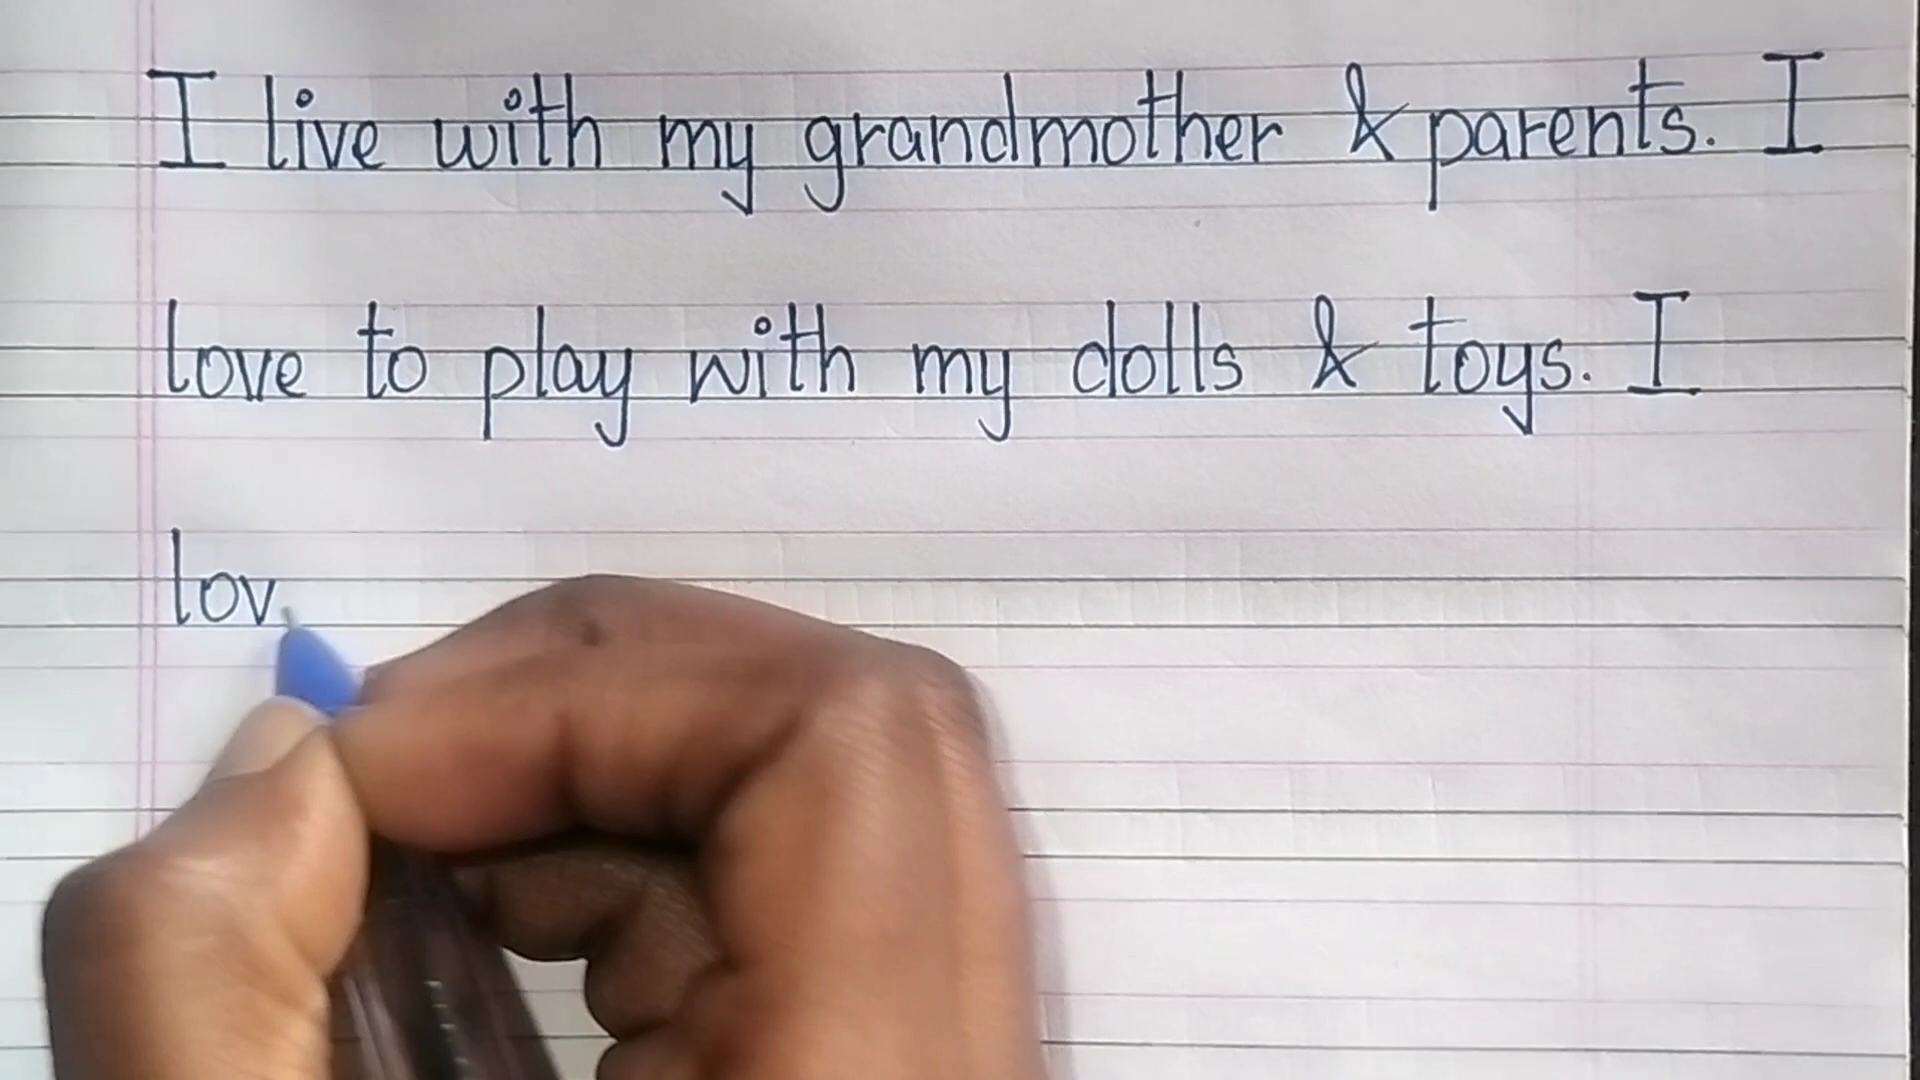 I live with my grandmother & parents. I
love to play with my dolls & toys. I
lov